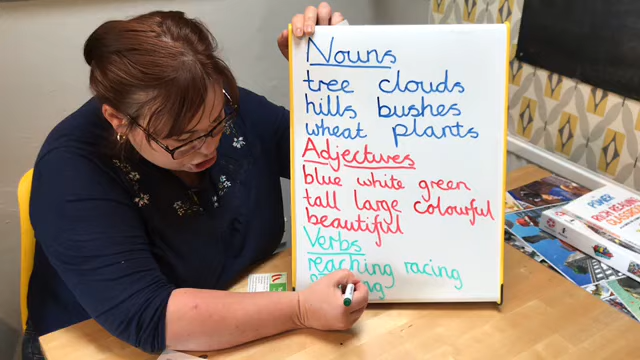 Nouns
tree clouds
hills bushes
wheat plants
Adjectives
blue white green
tall large colourful
beautiful
Verbs
reaching racing